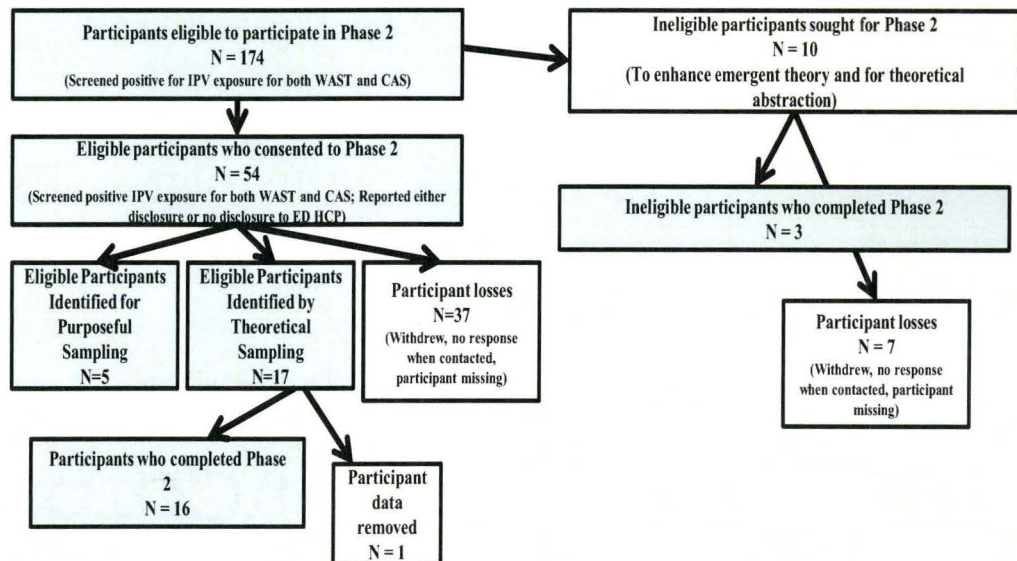 Participants eligible to participate in Phase 2
N = 174
(Screened positive for IPV exposure for both WAST and CAS)
Ineligible participants sought for Phase 2
N = 10
(To enhance emergent theory and for theoretical
abstraction)
Eligible participants who consented to Phase 2
N = 54
(Screened positive IPV exposure for both WAST and CAS; Reported either
disclosure or no disclosure to ED HCP)
Ineligible participants who completed Phase 2
N = 3
Eligible Participants
Identified for
Purposeful
Sampling
N=5
Eligible Participants
Identified by
Theoretical
Sampling
N=17
Participant losses
N=37
(Withdrew, no response
when contacted,
participant missing)
Participant losses
N = 7
(Withdrew, no response
when contacted, participant
missing)
Participants who completed Phase
2
N = 16
Participant
data
removed
N = 1